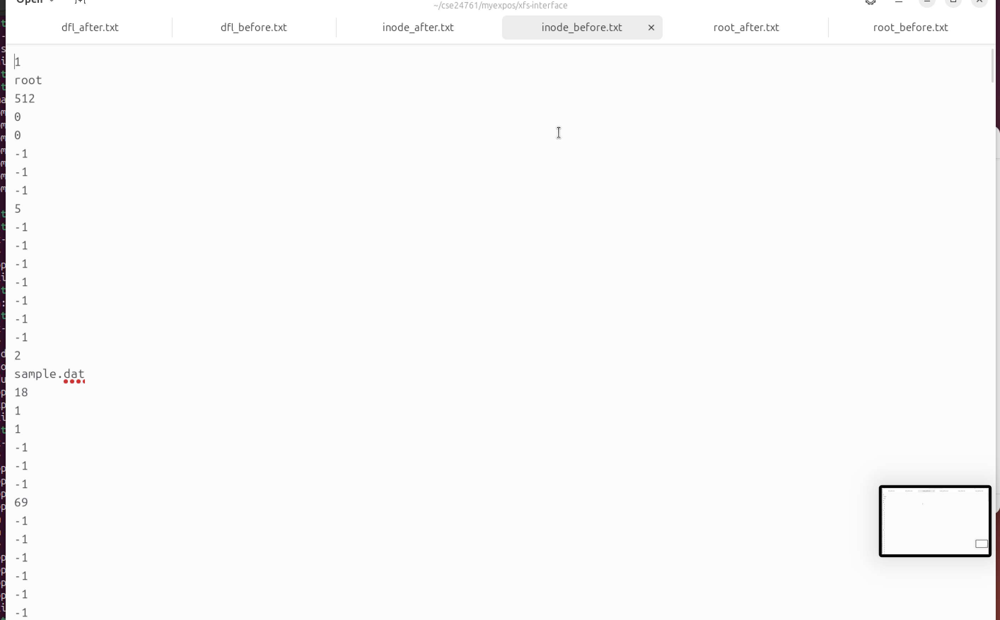 Open
~/cse24761/myexpos/xfs-interface
dfl_after.txt
dfl_before.txt
inode_after.txt
inode_before.txt
root_after.txt
root_before.txt
1
root
512
0
0
-1
-1
-1
5
-1
-1
-1
-1
-1
-1
-1
2
sample.dat
18
1
1
-1
-1
-1
69
-1
-1
-1
-1
-1
-1